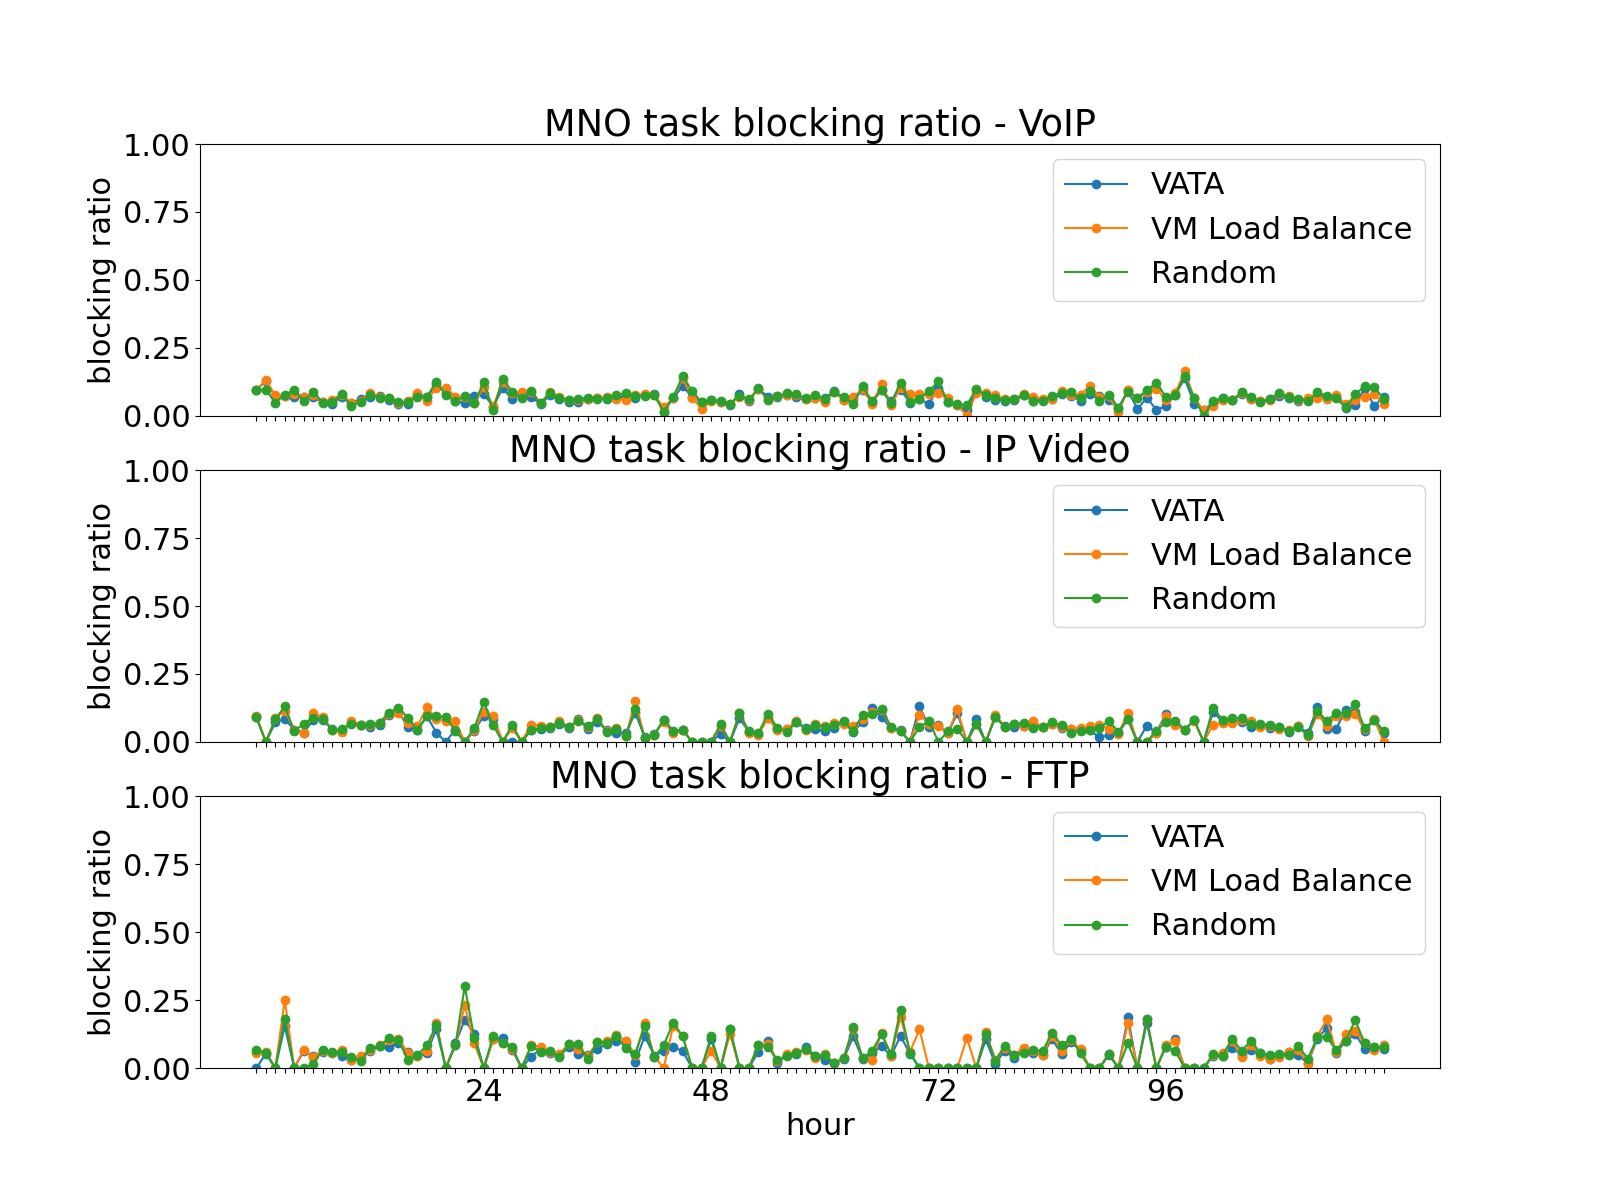 MNO task blocking ratio - VoIP
1.00
0.75
0.50
0.25
0.00
blocking ratio
VATA
VM Load Balance
Random
MNO task blocking ratio - IP Video
1.00
0.75
0.50
0.25
0.00
blocking ratio
VATA
VM Load Balance
Random
MNO task blocking ratio - FTP
1.00
0.75
0.50
0.25
0.00
blocking ratio
VATA
VM Load Balance
Random
24 48 72 96
hour